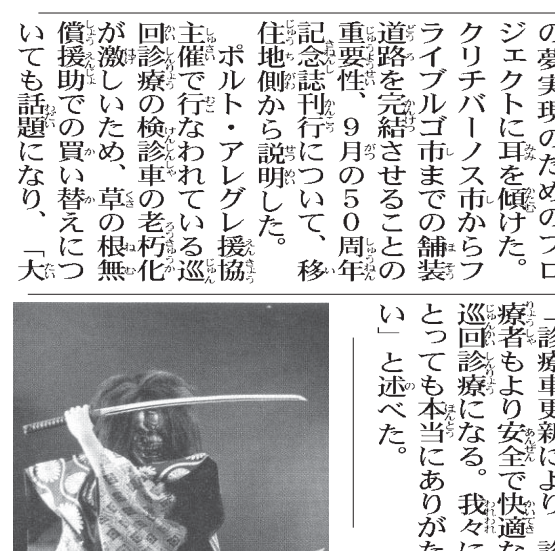 の夢実現のためのプロ
ジェクトに耳を傾けた。
クリチバーノス市からフ
ライブルゴ市までの舗装
道路を完結させることの
重要性、9月の50周年
記念誌刊行について、移
住地側から説明した。
ポルト・アレグレ援協
主催で行なわれている巡
回診療の検診車の老朽化
が激しいため、草の根無
償援助での買い替えにつ
いても話題になり、「大
「診療車更新により、診
療者もより安全で快適な
巡回診療になる。我々に
とっても本当にありがた
い」と述べた。